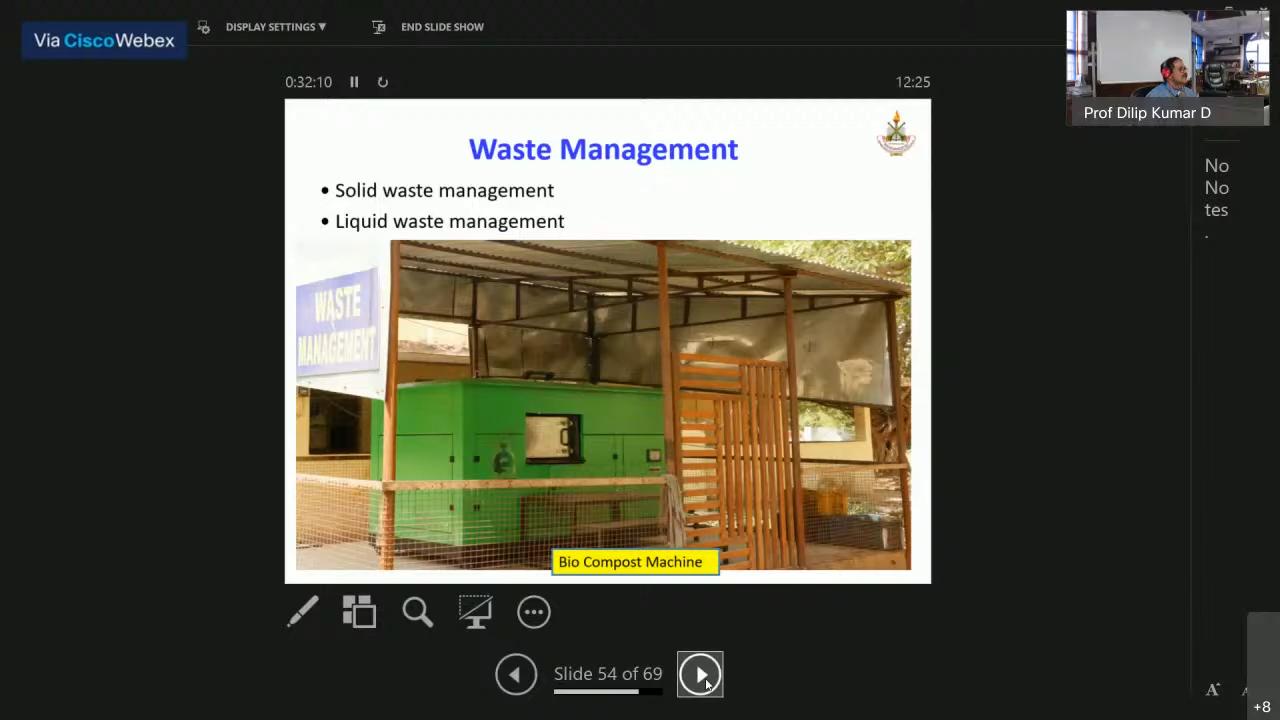 Via CiscoWebex
DISPLAY SETTINGS ▼
END SLIDE SHOW
0:32:10
12:25
Prof Dilip Kumar D
Waste Management
• Solid waste management
• Liquid waste management
WASTE
MANAGEMENT
Bio Compost Machine
No
No
tes
.
Slide 54 of 69
A
+8